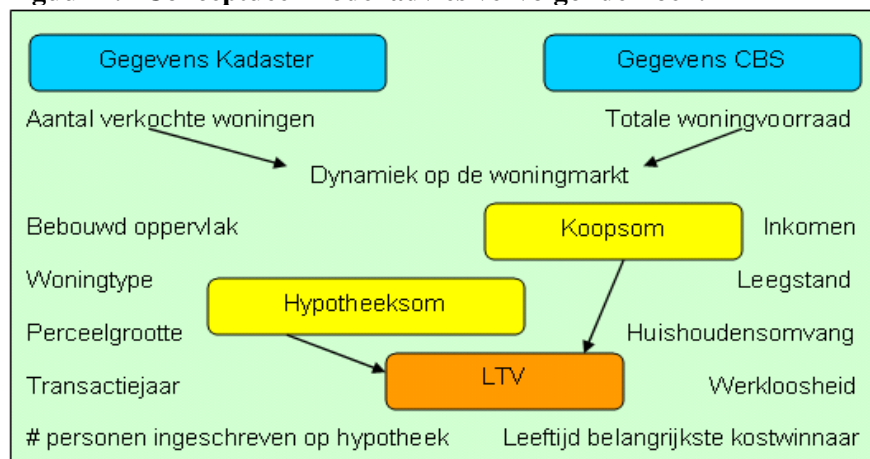 Gegevens Kadaster
Gegevens CBS
Aantal verkochte woningen
Totale woningvoorraad
Dynamiek op de woningmarkt
Bebouwd oppervlak
Koopsom
Inkomen
Woningtype
Leegstand
Hypotheeksom
Perceelgrootte
Huishoudensomvang
LTV
Transactiejaar
Werkloosheid
# personen ingeschreven op hypotheek
Leeftijd belangrijkste kostwinnaar